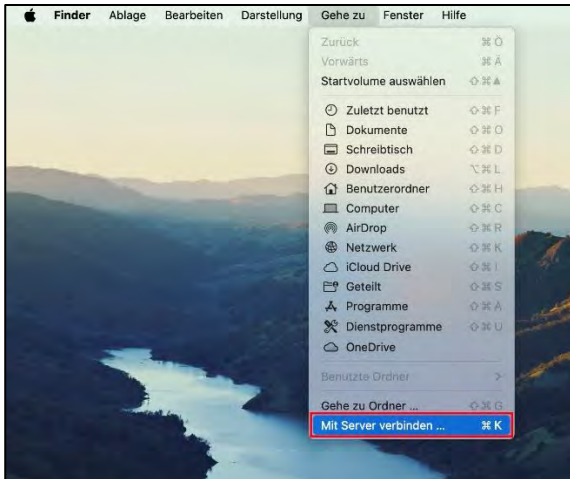 Finder Ablage Bearbeiten Darstellung Gehe zu Fenster Hilfe
Zurück ⌘Ö
Vorwärts ⌘Ä
Startvolume auswählen ⇧⌘▲
Zuletzt benutzt ⇧⌘F
Dokumente ⇧⌘O
Schreibtisch ⇧⌘D
Downloads ⌥⌘L
Benutzerordner ⇧⌘H
Computer ⇧⌘C
AirDrop ⇧⌘R
Netzwerk ⇧⌘K
iCloud Drive ⇧⌘I
Geteilt ⇧⌘S
Programme ⇧⌘A
Dienstprogramme ⇧⌘U
OneDrive
Benutzte Ordner >
Gehe zu Ordner ... ⇧⌘G
Mit Server verbinden ... ⌘K